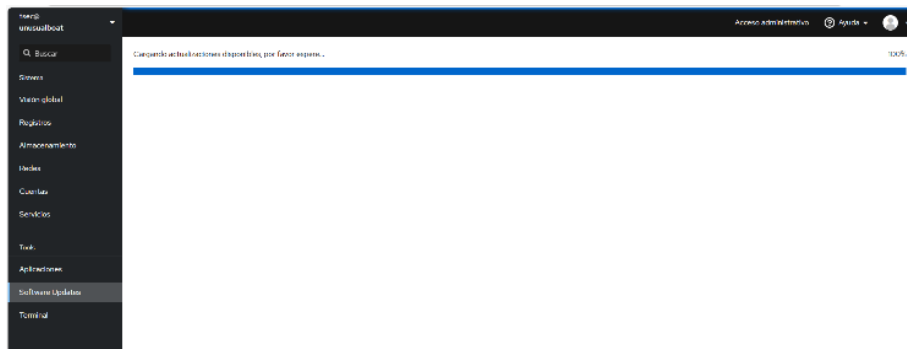 tsec@
unusualboat
Acceso administrativo
Ayuda
Buscar
Cargando actualizaciones disponibles, por favor espere...
100%
Sistema
Visión global
Registros
Almacenamiento
Redes
Cuentas
Servicios
Tools
Aplicaciones
Software Updates
Terminal